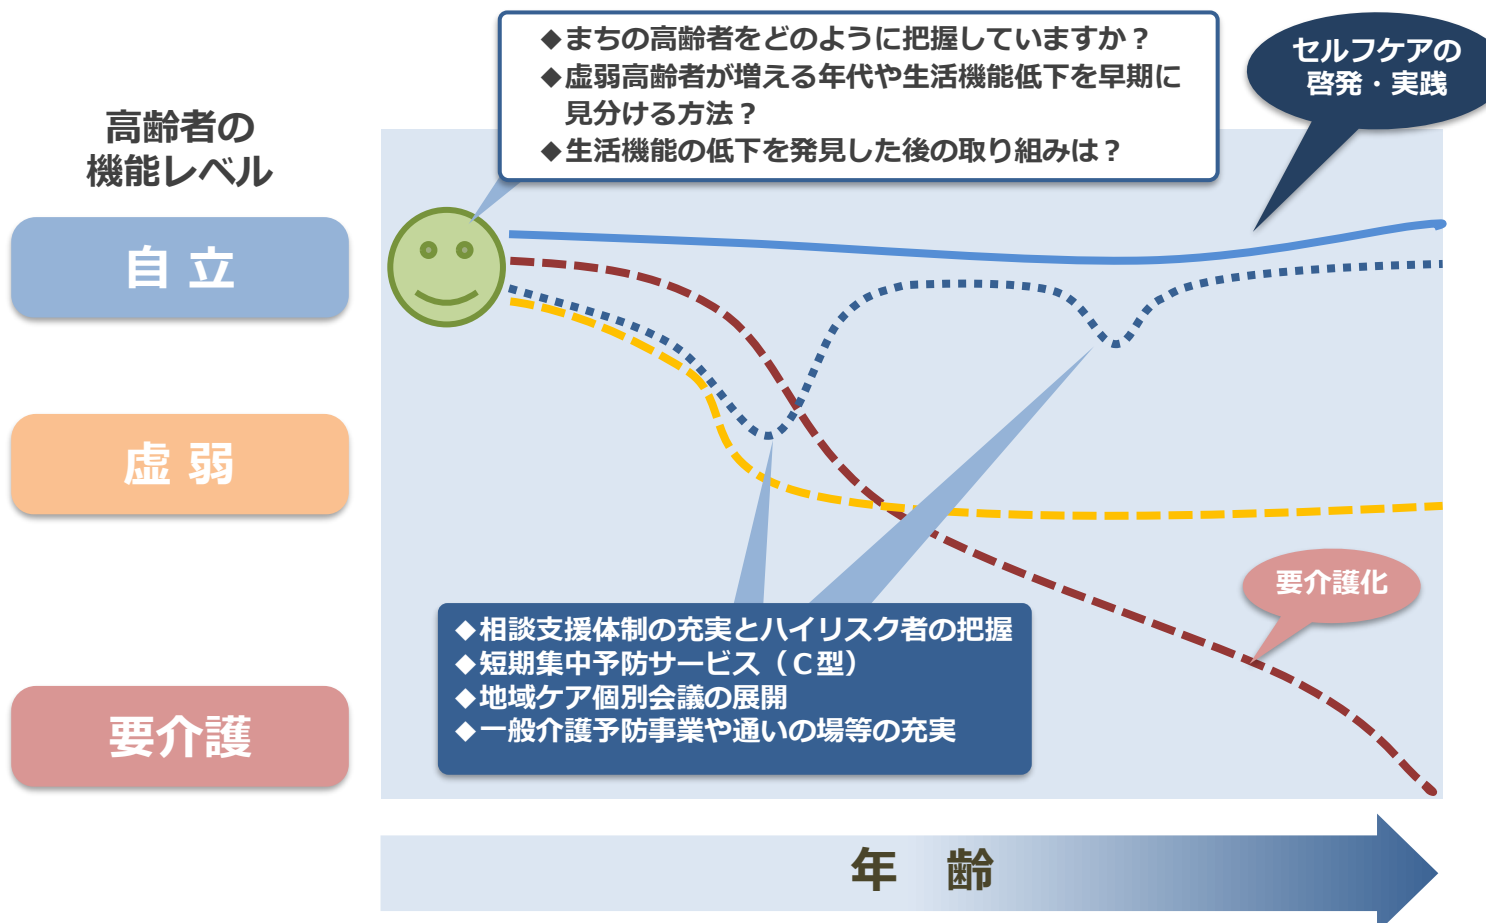 ◆まちの高齢者をどのように把握していますか？
◆虚弱高齢者が増える年代や生活機能低下を早期に
見分ける方法？
◆生活機能の低下を発見した後の取り組みは？
セルフケアの
啓発・実践
高齢者の
機能レベル
自 立
虚 弱
要介護
要介護化
◆相談支援体制の充実とハイリスク者の把握
◆短期集中予防サービス（Ｃ型）
◆地域ケア個別会議の展開
◆一般介護予防事業や通いの場等の充実
年　齢